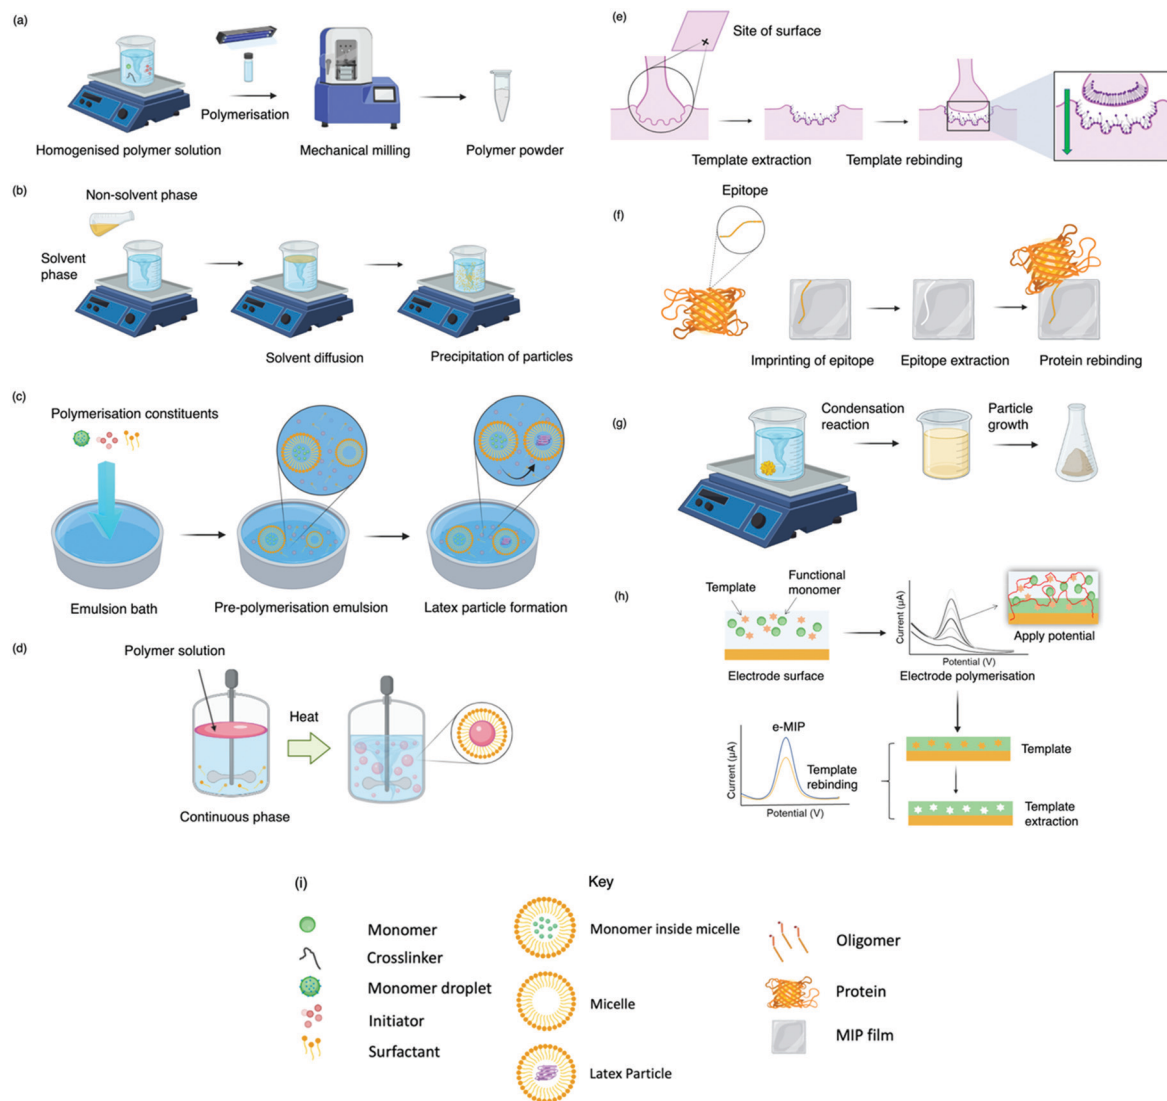 (a)
Polymerisation
Homogenised polymer solution
Mechanical milling
Polymer powder
(b)
Non-solvent phase
Solvent
phase
Solvent diffusion
Precipitation of particles
(c)
Polymerisation constituents
Emulsion bath
Pre-polymerisation emulsion
Latex particle formation
(d)
Polymer solution
Heat
Continuous phase
(e)
Site of surface
Template extraction
Template rebinding
(f)
Epitope
Imprinting of epitope
Epitope extraction
Protein rebinding
(g)
Condensation
reaction
Particle
growth
(h)
Template
Functional
monomer
Electrode surface
Current (μA)
Potential (V)
Apply potential
Electrode polymerisation
e-MIP
Current (μA)
Potential (V)
Template
rebinding
Template
Template
extraction
(i)
Key
Monomer
Crosslinker
Monomer droplet
Initiator
Surfactant
Monomer inside micelle
Micelle
Latex Particle
Oligomer
Protein
MIP film